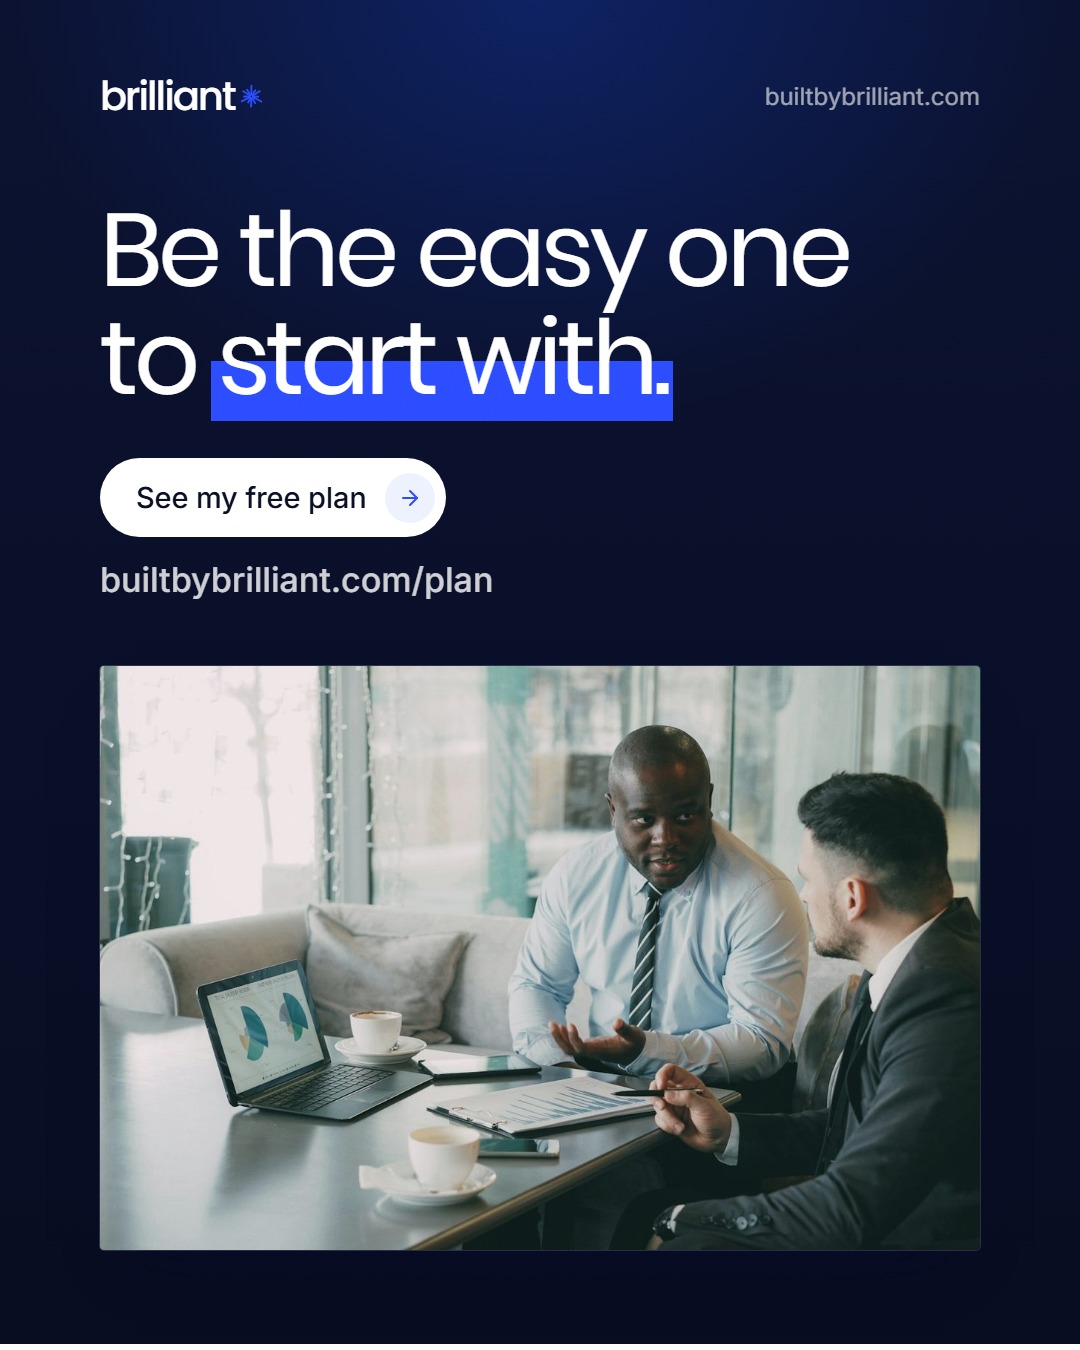 brilliant
builtbybrilliant.com
Be the easy one
to start with.
See my free plan
builtbybrilliant.com/plan